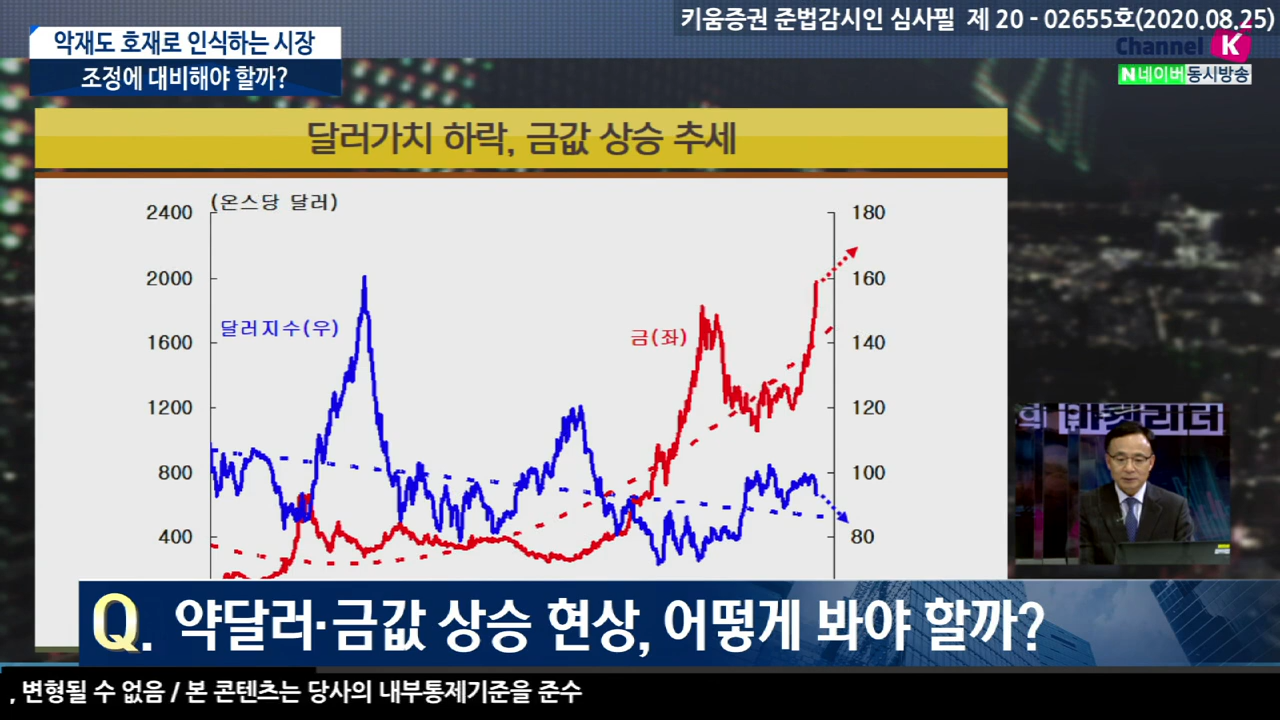 키움증권 준법감시인 심사필 제 20 - 02655호(2020.08.25)
악재도 호재로 인식하는 시장
조정에 대비해야 할까?
Channel K
N네이버 동시방송
달러가치 하락, 금값 상승 추세
(온스당 달러)
2400
2000
1600
1200
800
400
180
160
140
120
100
80
달러지수(우)
금(좌)
Q. 약달러·금값 상승 현상, 어떻게 봐야 할까?
, 변형될 수 없음 / 본 콘텐츠는 당사의 내부통제기준을 준수